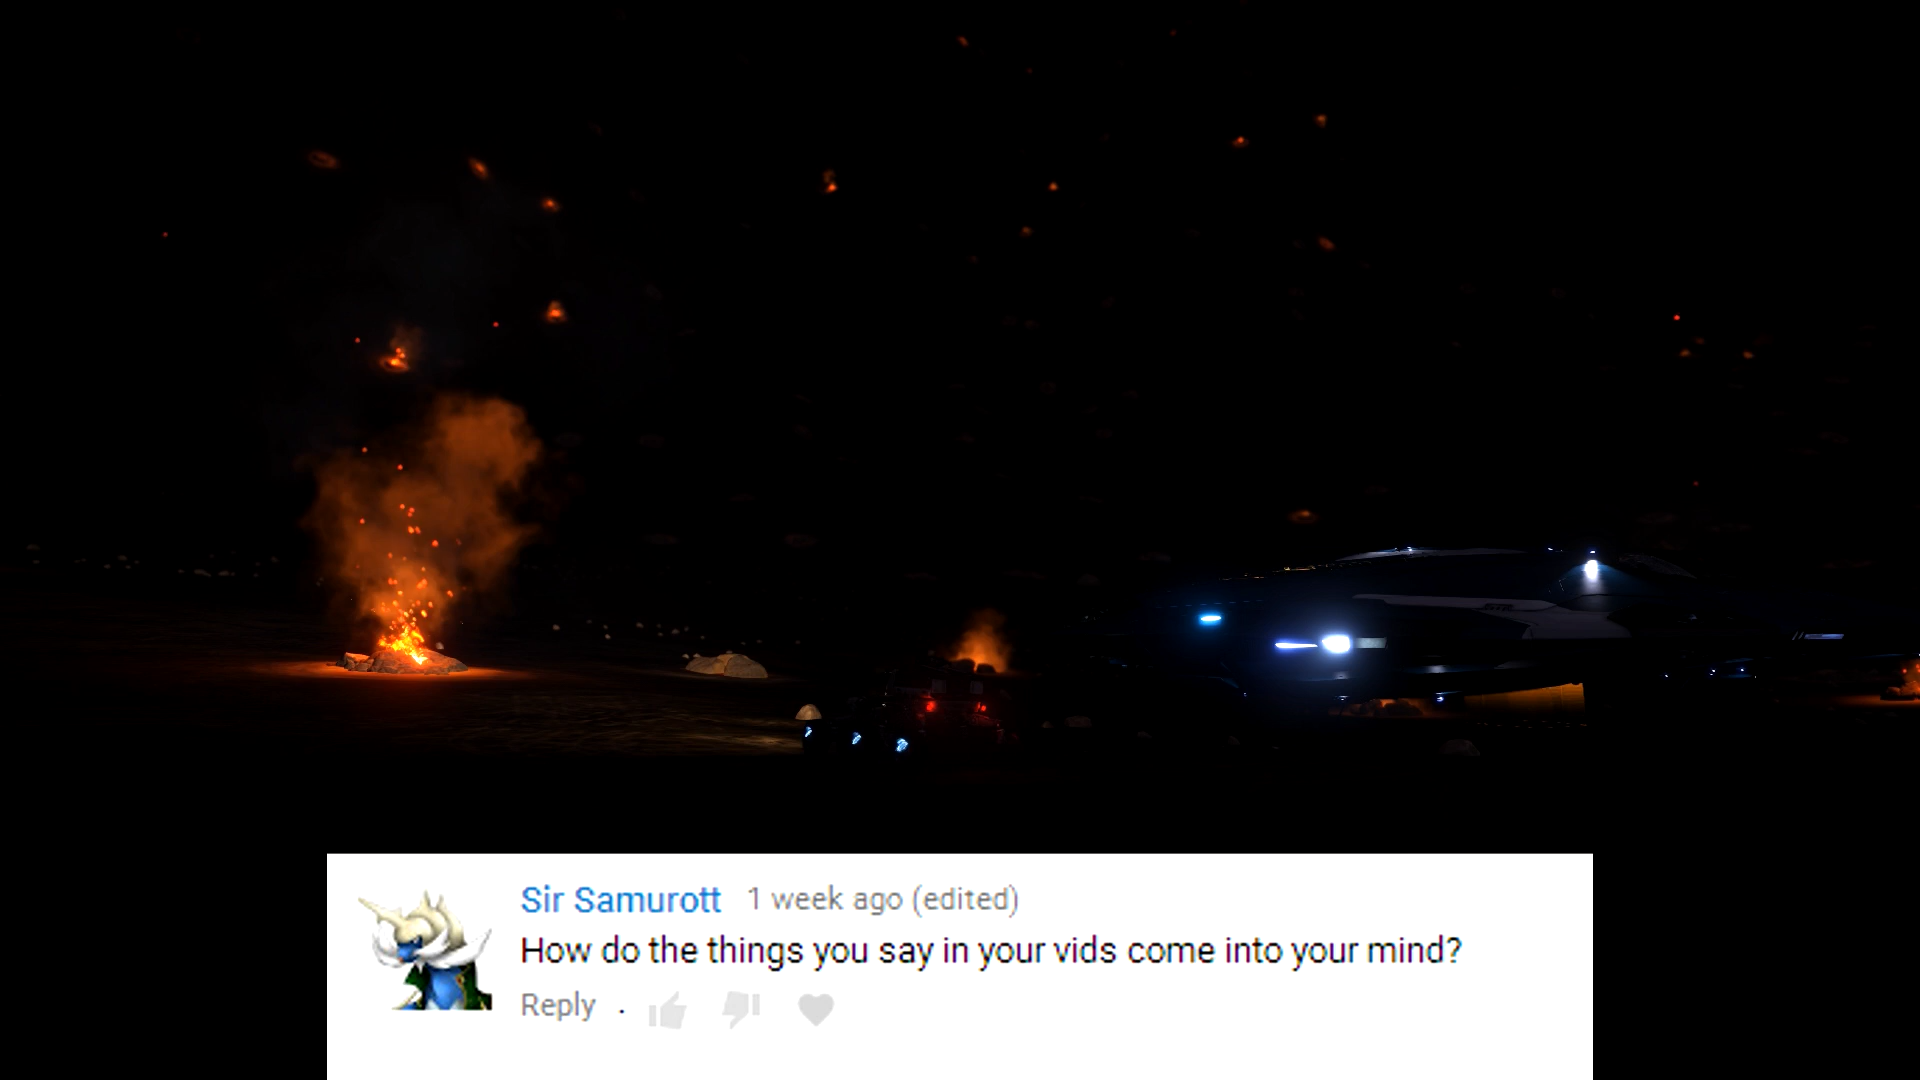 Sir Samurott 1 week ago (edited)
How do the things you say in your vids come into your mind?
Reply .